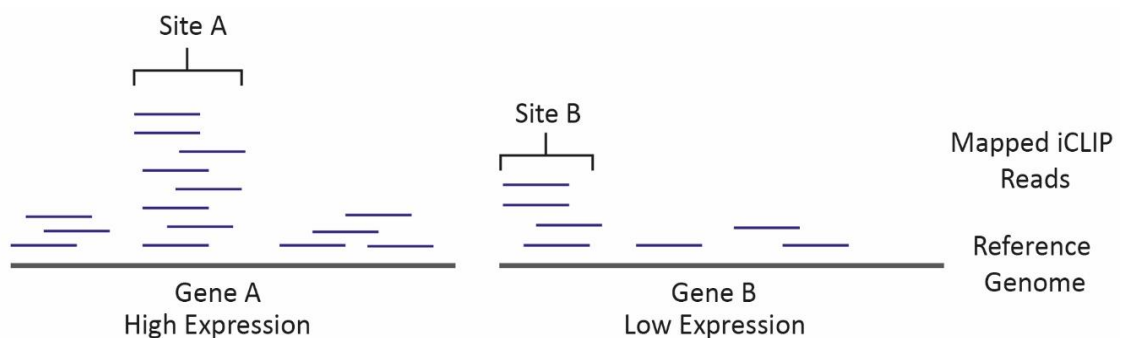 Site A
Site B
Mapped iCLIP
Reads
Reference
Genome
Gene A
High Expression
Gene B
Low Expression